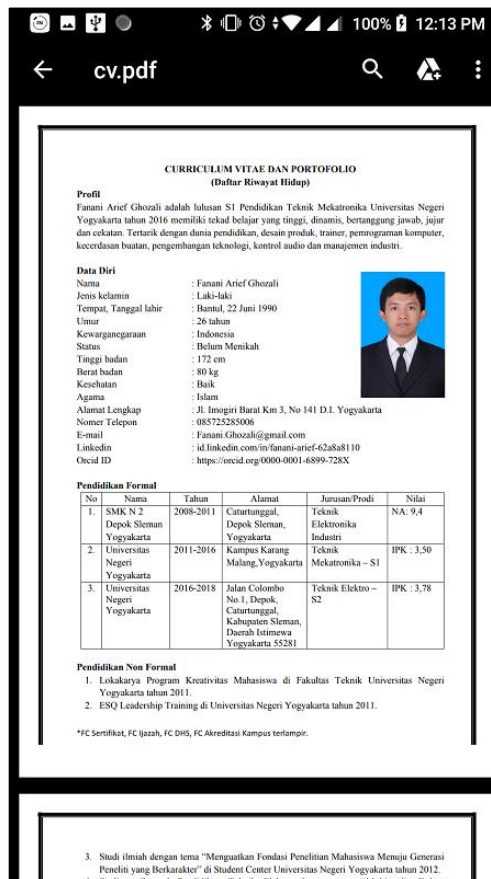 100% 12:13 PM
cv.pdf
CURRICULUM VITAE DAN PORTOFOLIO
(Daftar Riwayat Hidup)
Profil
Fanani Arief Ghozali adalah lulusan S1 Pendidikan Teknik Mekatronika Universitas Negeri
Yogyakarta tahun 2016 memiliki tekad belajar yang tinggi, dinamis, bertanggung jawab, jujur
dan cekatan. Tertarik dengan dunia pendidikan, desain produk, trainer, pemrograman komputer,
kecerdasan buatan, pengembangan teknologi, kontrol audio dan manajemen industri.
Data Diri
Nama : Fanani Arief Ghozali
Jenis kelamin : Laki-laki
Tempat, Tanggal lahir : Bantul, 22 Juni 1990
Umur : 26 tahun
Kewarganegaraan : Indonesia
Status : Belum Menikah
Tinggi badan : 172 cm
Berat badan : 80 kg
Kesehatan : Baik
Agama : Islam
Alamat Lengkap : Jl. Imogiri Barat Km 3, No 141 D.I. Yogyakarta
Nomer Telepon : 085725285006
E-mail : Fanani.Ghozali@gmail.com
Linkedin : id.linkedin.com/in/fanani-arief-62a8a8110
Orcid ID : https://orcid.org/0000-0001-6899-728X
Pendidikan Formal
No Nama Tahun Alamat Jurusan/Prodi Nilai
1. SMK N 2 2008-2011 Caturtunggal, Teknik NA: 9,4
Depok Sleman Depok Sleman, Elektronika
Yogyakarta Yogyakarta Industri
2. Universitas 2011-2016 Kampus Karang Teknik IPK : 3,50
Negeri Malang,Yogyakarta Mekatronika – S1
Yogyakarta
3. Universitas 2016-2018 Jalan Colombo Teknik Elektro – IPK : 3,78
Negeri No.1, Depok, S2
Yogyakarta Caturtunggal,
Kabupaten Sleman,
Daerah Istimewa
Yogyakarta 55281
Pendidikan Non Formal
1. Lokakarya Program Kreativitas Mahasiswa di Fakultas Teknik Universitas Negeri
Yogyakarta tahun 2011.
2. ESQ Leadership Training di Universitas Negeri Yogyakarta tahun 2011.
*FC Sertifikat, FC Ijazah, FC DHS, FC Akreditasi Kampus terlampir.
3. Studi ilmiah dengan tema “Menguatkan Fondasi Penelitian Mahasiswa Menuju Generasi
Peneliti yang Berkarakter” di Student Center Universitas Negeri Yogyakarta tahun 2012.